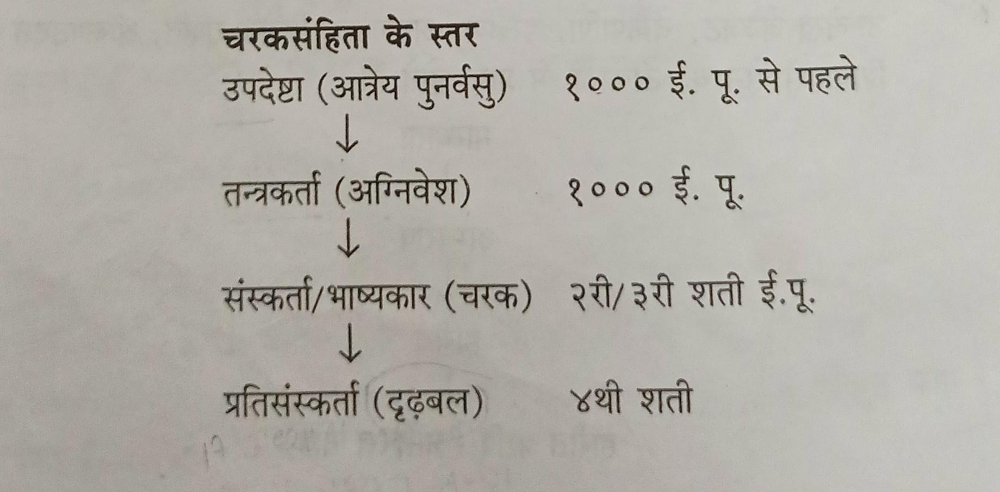 चरकसंहिता के स्तर
उपदेष्टा (आत्रेय पुनर्वसु) १००० ई. पू. से पहले
↓
तन्त्रकर्ता (अग्निवेश) १००० ई. पू.
↓
संस्कर्ता/भाष्यकार (चरक) २री/३री शती ई.पू.
↓
प्रतिसंस्कर्ता (दृढ़बल) ४थी शती